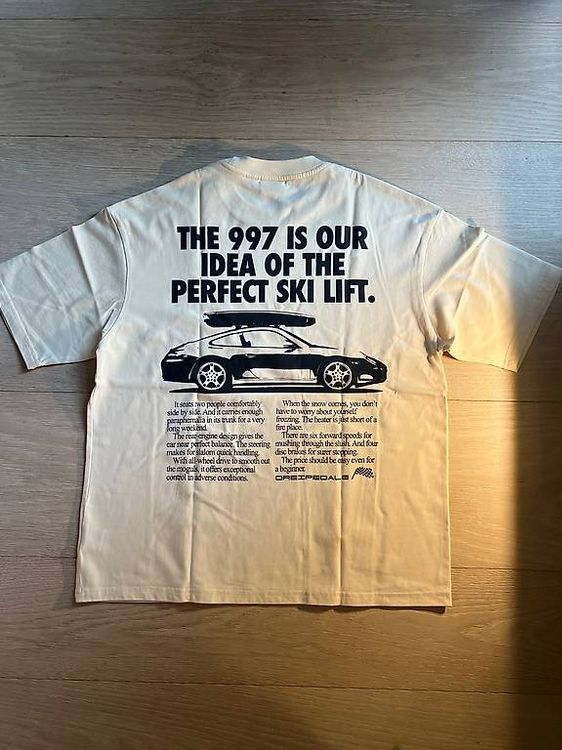 THE 997 IS OUR
IDEA OF THE
PERFECT SKI LIFT.
It seats two people comfortably
side by side. And it carries enough
paraphernalia in its trunk for a very
long weekend.
The rear-engine design gives the
car near perfect balance. The steering
makes for slalom quick handling.
With all-wheel drive to smooth out
the moguls, it offers exceptional
control in adverse conditions.
When the snow comes, you don't
have to worry about yourself
freezing. The heater is just short of a
fire place.
There are six forward speeds for
mushing through the slush. And four
disc brakes for surer stopping.
The price should be easy even for
a beginner.
DREIPEDALE